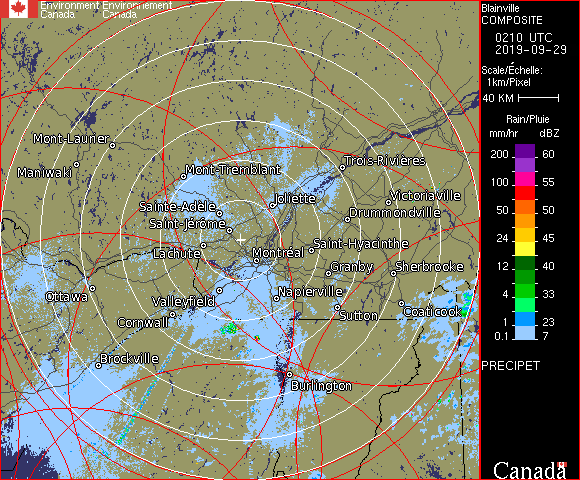 Environment Environnement
Canada Canada
Blainville
COMPOSITE
0210 UTC
2019-09-29
Scale/Échelle:
1km/Pixel
40 KM
Rain/Pluie
mm/hr dBZ
200 60
100 55
50 50
24 45
12 40
4 33
1 23
0.1 7
PRECIPET
Canada
Mont-Laurier
Maniwaki
Mont-Tremblant
Trois-Rivières
Sainte-Adèle
Joliette
Victoriaville
Saint-Jérôme
Drummondville
Lachute
Montréal
Saint-Hyacinthe
Granby
Sherbrooke
Ottawa
Valleyfield
Napierville
Cornwall
Sutton
Coaticook
Brockville
Burlington